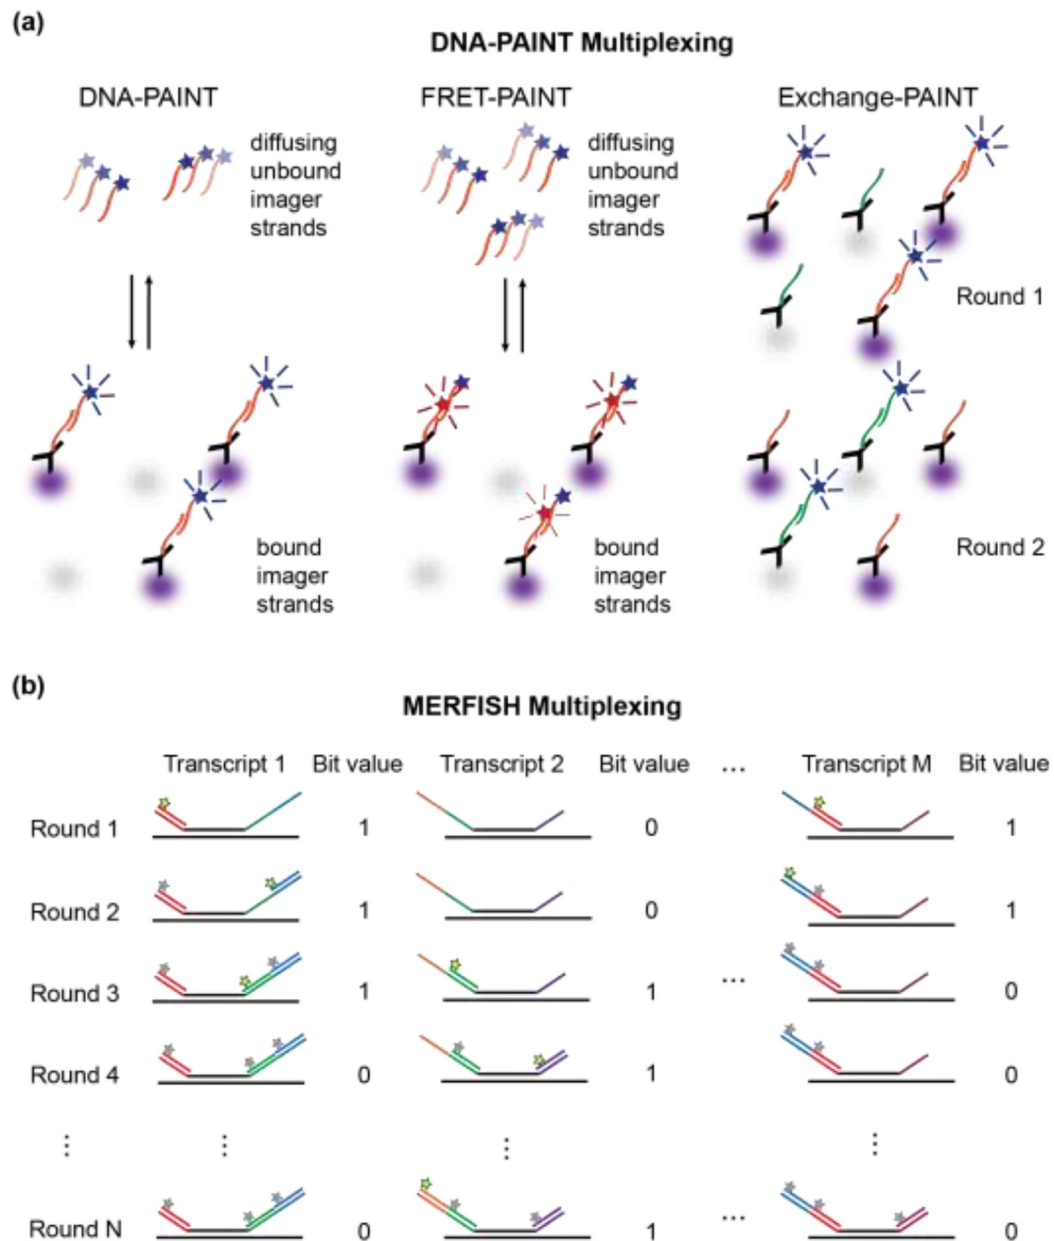 (a)
DNA-PAINT Multiplexing
DNA-PAINT
diffusing
unbound
imager
strands
bound
imager
strands
FRET-PAINT
diffusing
unbound
imager
strands
bound
imager
strands
Exchange-PAINT
Round 1
Round 2
(b)
MERFISH Multiplexing
Transcript 1 Bit value Transcript 2 Bit value ... Transcript M Bit value
Round 1 1 0 1
Round 2 1 0 1
Round 3 1 1 ... 0
Round 4 0 1 0
⋮ ⋮ ⋮ ⋮
Round N 0 1 ... 0